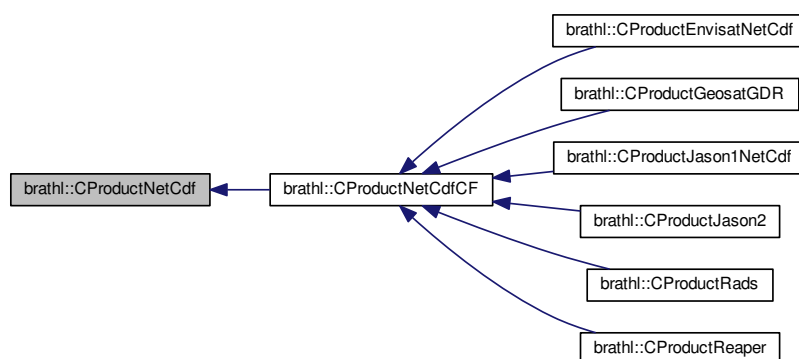 brathl::CProductEnvisatNetCdf
brathl::CProductGeosatGDR
brathl::CProductJason1NetCdf
brathl::CProductNetCdf
brathl::CProductNetCdfCF
brathl::CProductJason2
brathl::CProductRads
brathl::CProductReaper